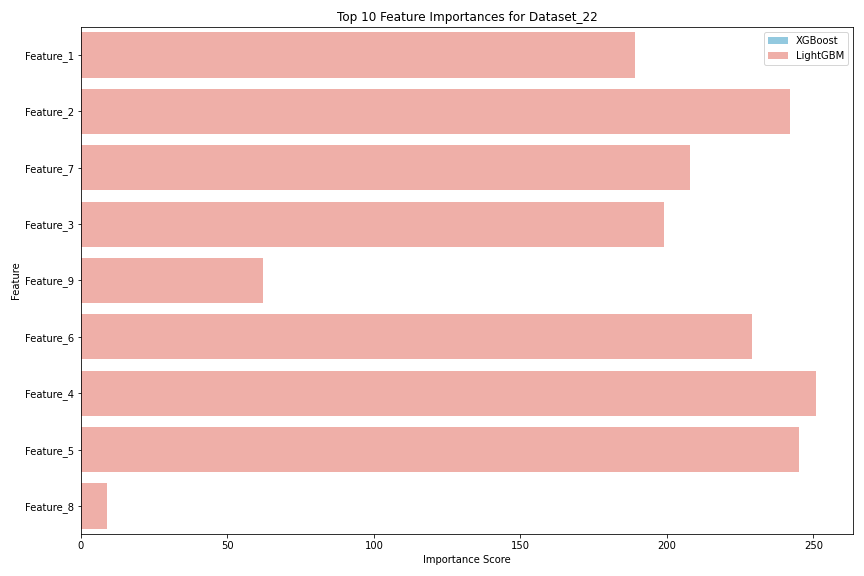 Top 10 Feature Importances for Dataset_22
XGBoost
LightGBM
Feature_1
Feature_2
Feature_7
Feature_3
Feature_9
Feature_6
Feature_4
Feature_5
Feature_8
Feature
0 50 100 150 200 250
Importance Score